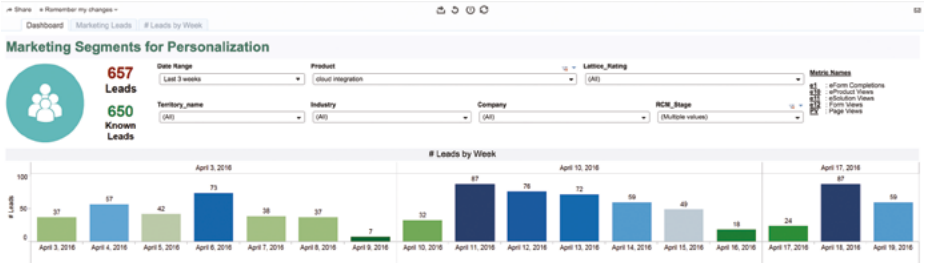 Share Remember my changes
Dashboard Marketing Leads # Leads by Week
Marketing Segments for Personalization
657
Leads
650
Known
Leads
Date Range Product Lattice_Rating
Last 3 weeks cloud integration (All)
Territory_name Industry Company RCM_Stage
(All) (All) (All) (Multiple values)
Metric Names
: eForm Completions
: eProduct Views
: eSolution Views
: Form Views
: Page Views
# Leads by Week
April 3, 2016 April 10, 2016 April 17, 2016
# Leads
100
50
0
37 57 42 73 38 37 7 32 87 76 72 59 49 18 24 87 59
April 3, 2016 April 4, 2016 April 5, 2016 April 6, 2016 April 7, 2016 April 8, 2016 April 9, 2016 April 10, 2016 April 11, 2016 April 12, 2016 April 13, 2016 April 14, 2016 April 15, 2016 April 16, 2016 April 17, 2016 April 18, 2016 April 19, 2016